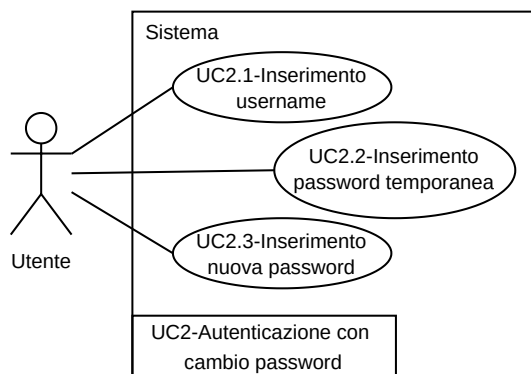 Sistema
UC2.1-Inserimento
username
UC2.2-Inserimento
password temporanea
UC2.3-Inserimento
nuova password
Utente
UC2-Autenticazione con
cambio password